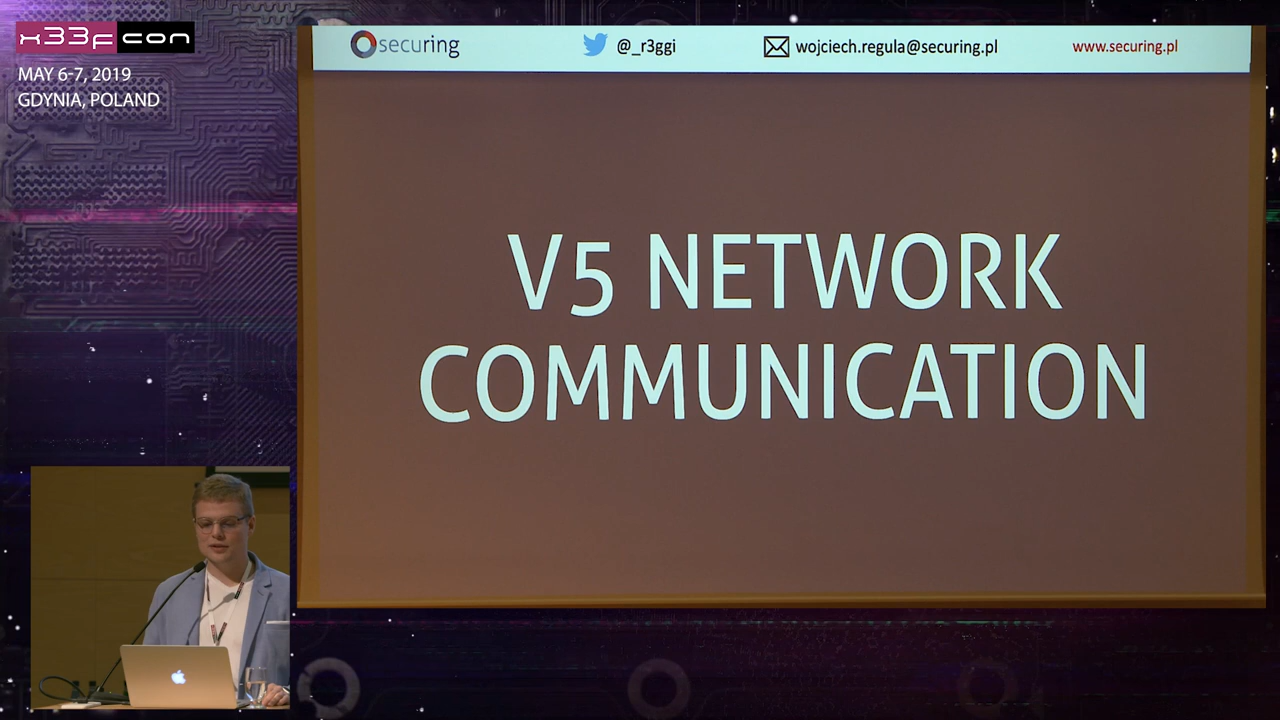 x33fcon
MAY 6-7, 2019
GDYNIA, POLAND
securing
@_r3ggi
wojciech.regula@securing.pl
www.securing.pl
V5 NETWORK
COMMUNICATION